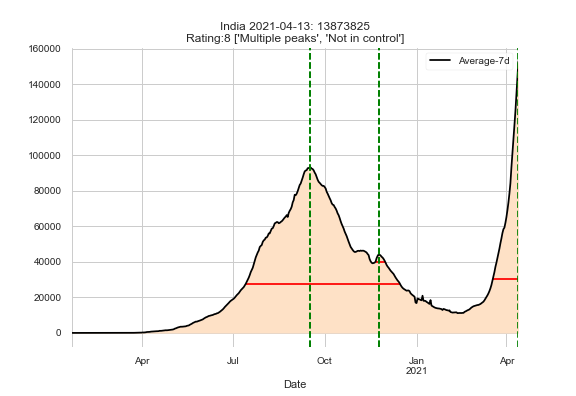 India 2021-04-13: 13873825
Rating:8 ['Multiple peaks', 'Not in control']
Average-7d
160000
140000
120000
100000
80000
60000
40000
20000
0
Apr
Jul
Oct
Jan
2021
Apr
Date